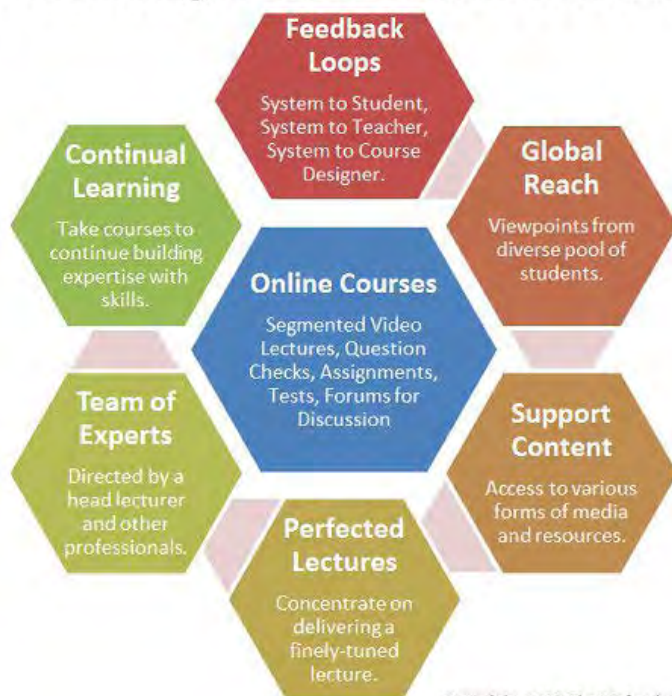 Feedback
Loops
System to Student,
System to Teacher,
System to Course
Designer.
Global
Reach
Viewpoints from
diverse pool of
students.
Support
Content
Access to various
forms of media
and resources.
Perfected
Lectures
Concentrate on
delivering a
finely-tuned
lecture.
Team of
Experts
Directed by a
head lecturer
and other
professionals.
Continual
Learning
Take courses to
continue building
expertise with
skills.
Online Courses
Segmented Video
Lectures, Question
Checks, Assignments,
Tests, Forums for
Discussion